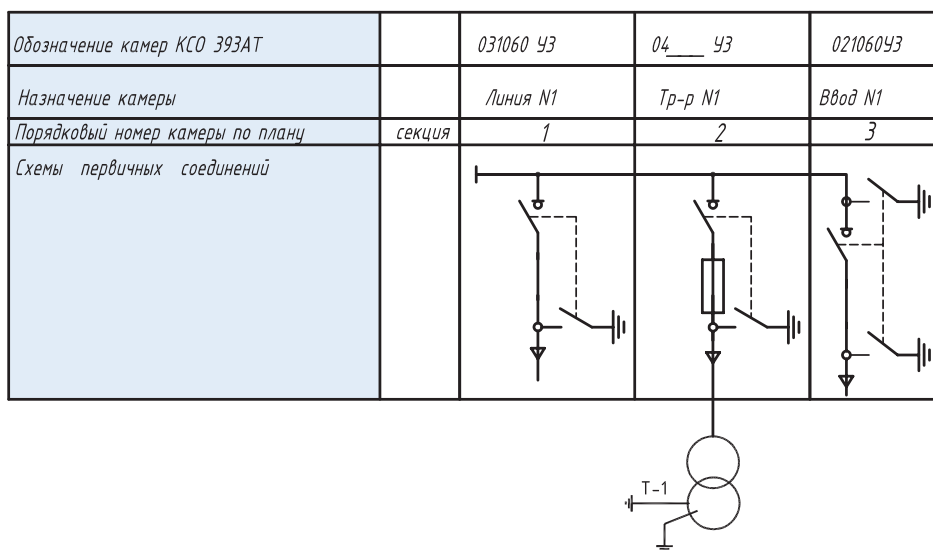 Обозначение камер КСО 393АТ 031060 У3 04___ У3 021060У3
Назначение камеры Линия N1 Тр-р N1 Ввод N1
Порядковый номер камеры по плану секция 1 2 3
Схемы первичных соединений
Т-1